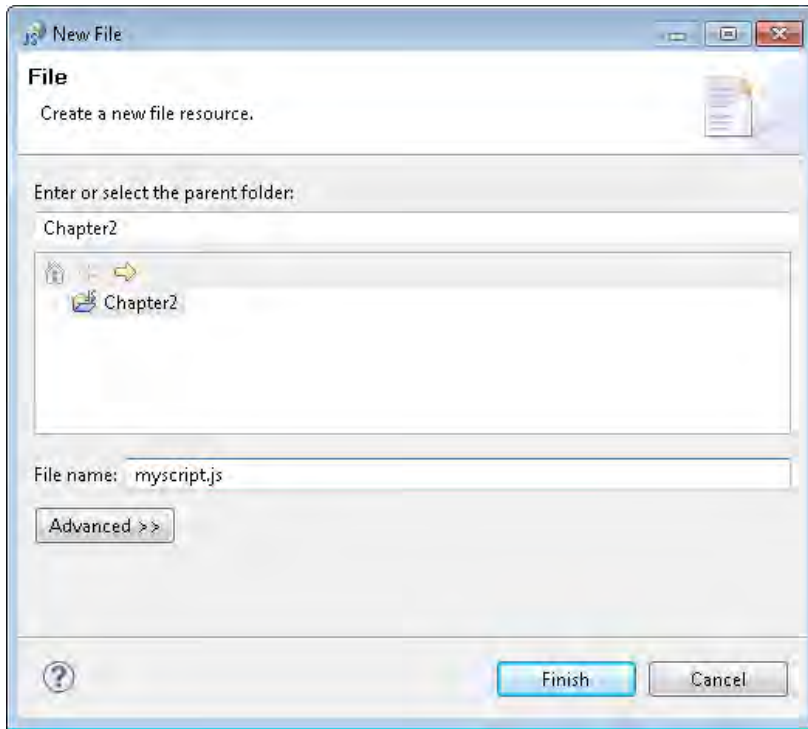 JS New File
File
Create a new file resource.
Enter or select the parent folder:
Chapter2
Chapter2
File name: myscript.js
Advanced >>
? Finish Cancel